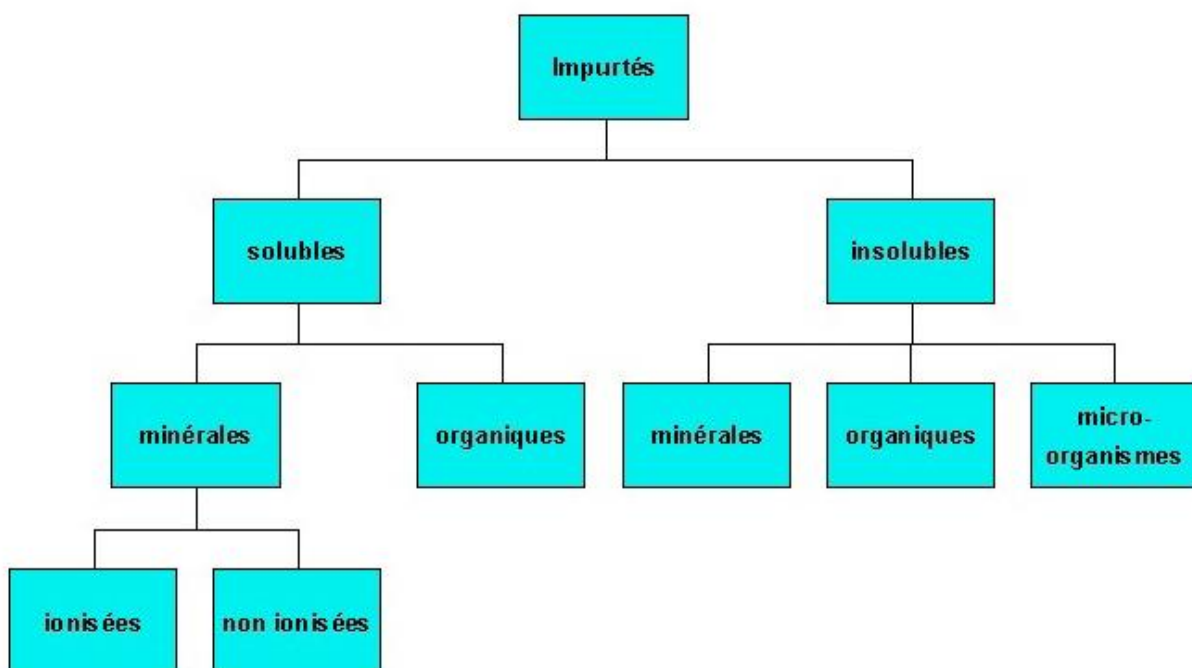 Impurtés
solubles
insolubles
minérales
organiques
minérales
organiques
micro-
organismes
ionisées
non ionisées